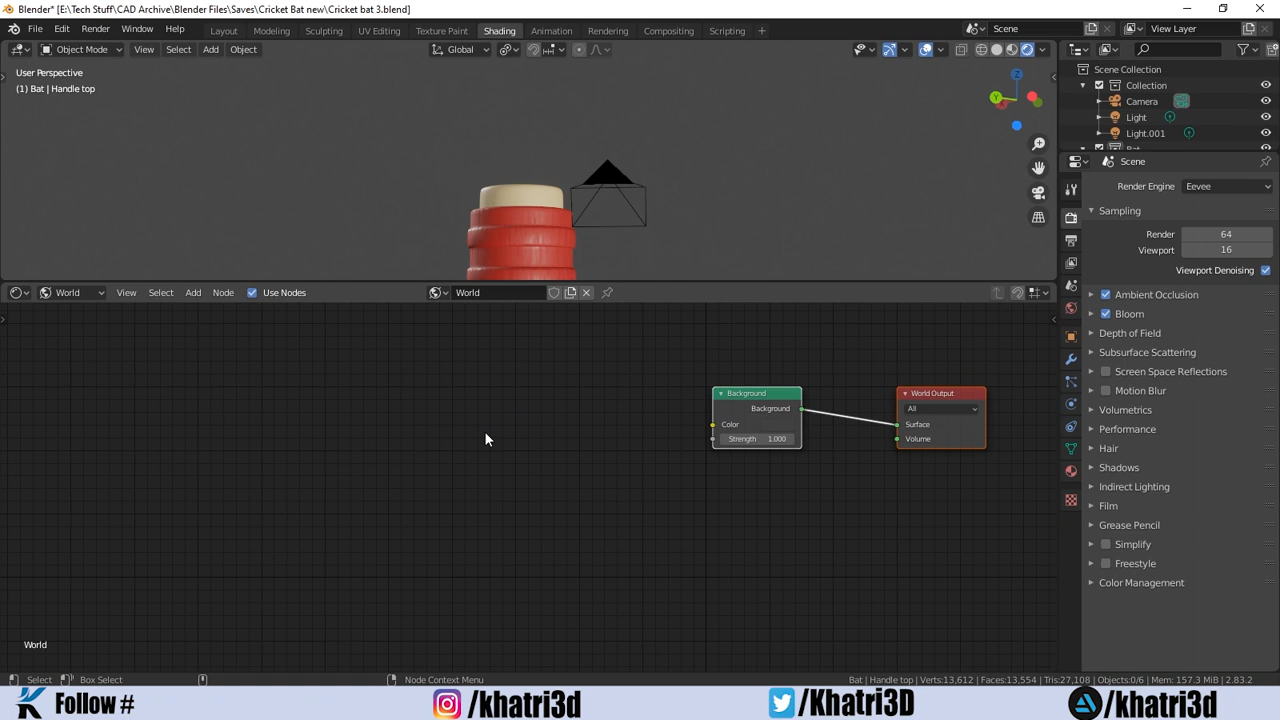 Blender* [E:\Tech Stuff\CAD Archive\Blender Files\Saves\Cricket Bat new\Cricket bat 3.blend]
File Edit Render Window Help Layout Modeling Sculpting UV Editing Texture Paint Shading Animation Rendering Compositing Scripting + Scene View Layer
Object Mode View Select Add Object Global
User Perspective
(1) Bat | Handle top
Z
Y
Scene Collection
Collection
Camera
Light
Light.001
Bat
Scene
Render Engine Eevee
Sampling
Render 64
Viewport 16
Viewport Denoising
Ambient Occlusion
Bloom
Depth of Field
Subsurface Scattering
Screen Space Reflections
Motion Blur
Volumetrics
Performance
Hair
Shadows
Indirect Lighting
Film
Grease Pencil
Simplify
Freestyle
Color Management
World View Select Add Node Use Nodes World
Background
Background
Color
Strength 1.000
World Output
All
Surface
Volume
World
Select Box Select Node Context Menu Bat | Handle top | Verts:13,612 | Faces:13,554 | Tris:27,108 | Objects:0/6 | Mem: 157.3 MiB | 2.83.2
Follow # /khatri3d /Khatri3D /khatri3d